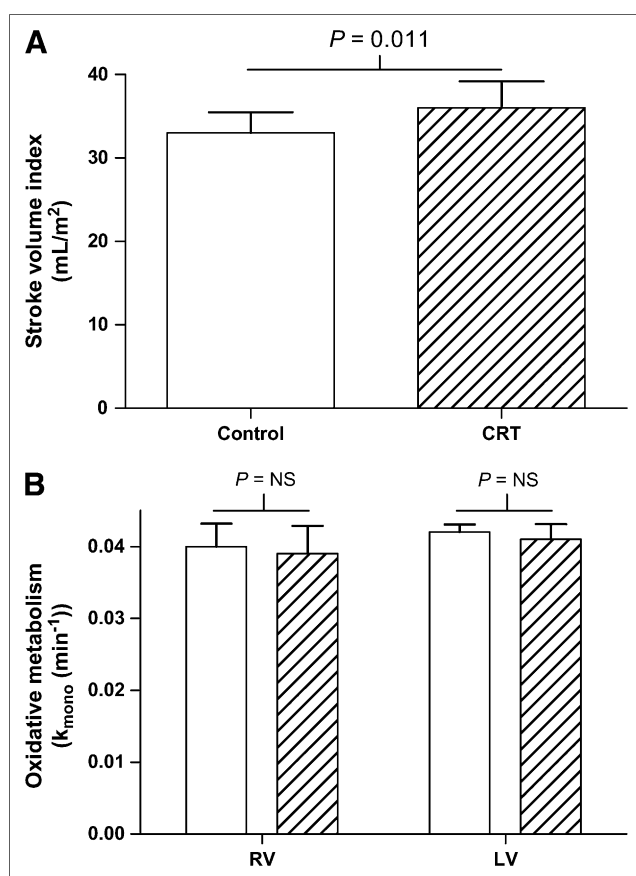 A
P = 0.011
40
30
20
10
0
Stroke volume index
(mL/m²)
Control CRT
B
P = NS P = NS
0.04
0.03
0.02
0.01
0.00
Oxidative metabolism
(kmono (min⁻¹))
RV LV